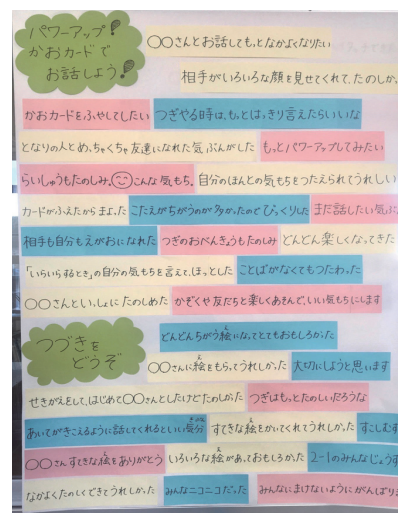 パワーアップ!
かおカードで
お話しよう!
〇〇さんとお話しても,となかよくなりたい
相手がいろいろな顔を見せてくれて、たのしか
かおカードをふやしてしたい つぎやる時は、もっとは,きり言えたらいいな
となりの人とめ,ちゃくちゃ友達になれた気ぶんがした も,とパワーアップしてみたい
らいしゅうもたのしみ。こんな気もち。 自分のほんとの気もちをつたえられてうれしい
カードがふえたからまよ,た こたえがちがうのが多か,たのでび,くりした まだ話したい気ぶ
相手も自分もえがおになれた つぎのおべんきょうもたのしみ どんどん楽しくな,てきた
「いらいらするとき」の自分の気もちを言えて、ほ,とした ことばがなくてもつたわった
〇〇さんとい,しょにたのしめた かぞくや友だちと楽しくあそんで、いい気もちにします
つづきを
どうぞ
どんどんちがう絵にな,てとてもおもしろか,た
〇〇さんに絵をもら,てうれしか,た 大切にしようと思います
せきがえをして、はじめて〇〇さんとしたけどたのしか,た つぎはもっとたのしいだろうな
あいてがきこえるように話してくれるといい気分 すてきな絵をかいてくれてうれしか,た すこしむず
〇〇さんすてきな絵をありがとう いろいろな絵があ,ておもしろか,た 2-1のみんなじょうず
なかよくたのしくできてうれしか,た みんなニコニコだ,た みんなにまけないようにがんばり